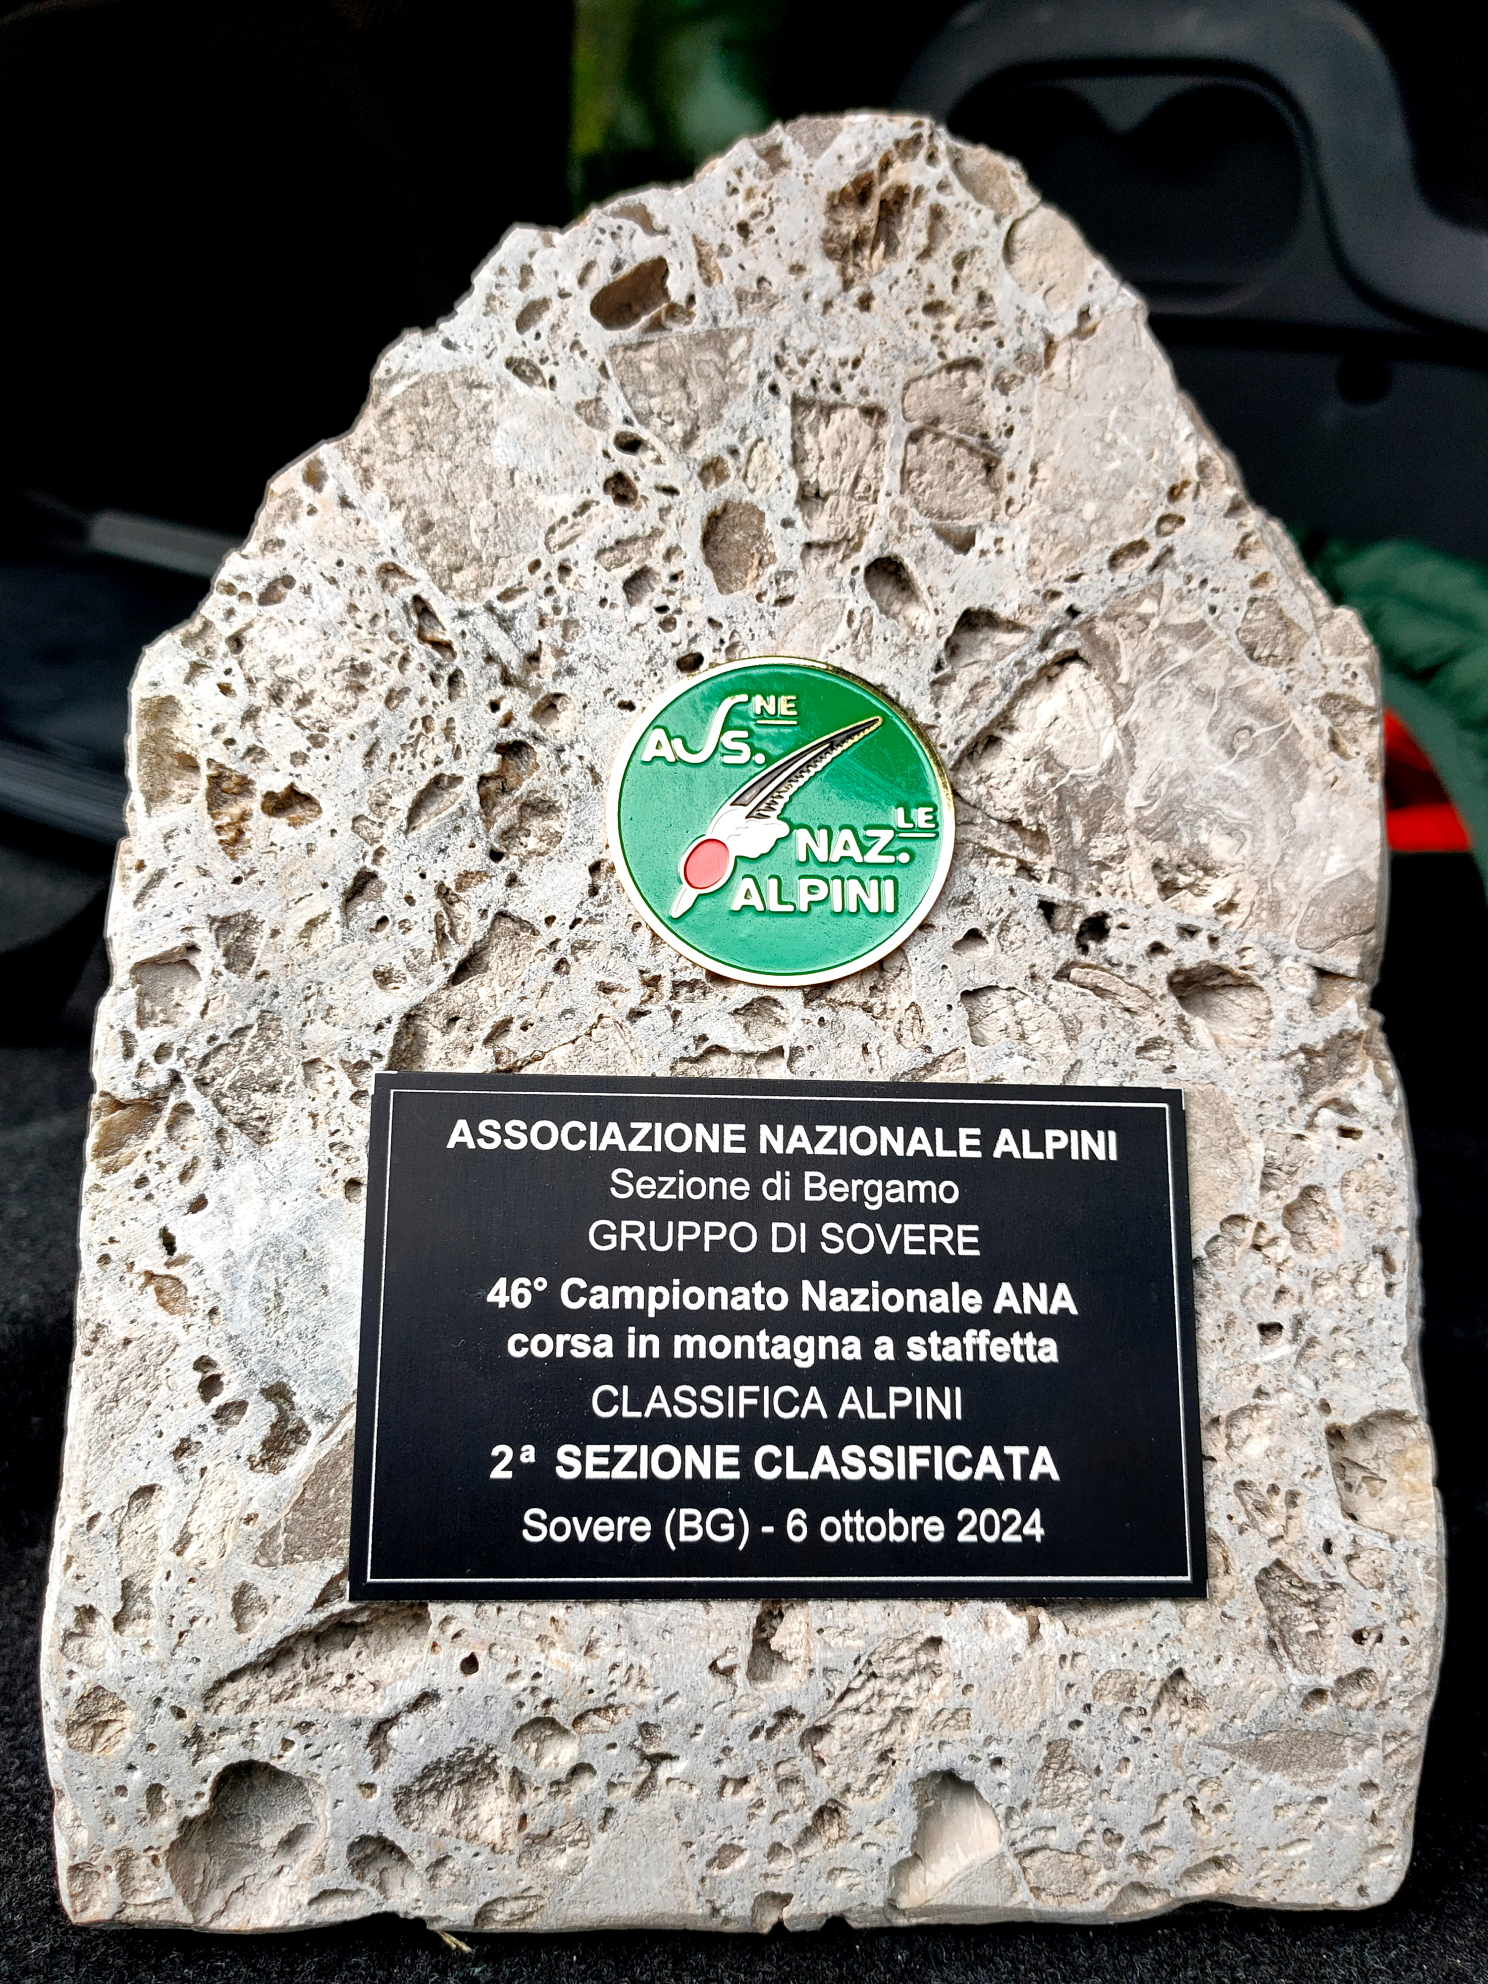 ASS.NE
NAZ.LE
ALPINI
ASSOCIAZIONE NAZIONALE ALPINI
Sezione di Bergamo
GRUPPO DI SOVERE
46° Campionato Nazionale ANA
corsa in montagna a staffetta
CLASSIFICA ALPINI
2ª SEZIONE CLASSIFICATA
Sovere (BG) - 6 ottobre 2024